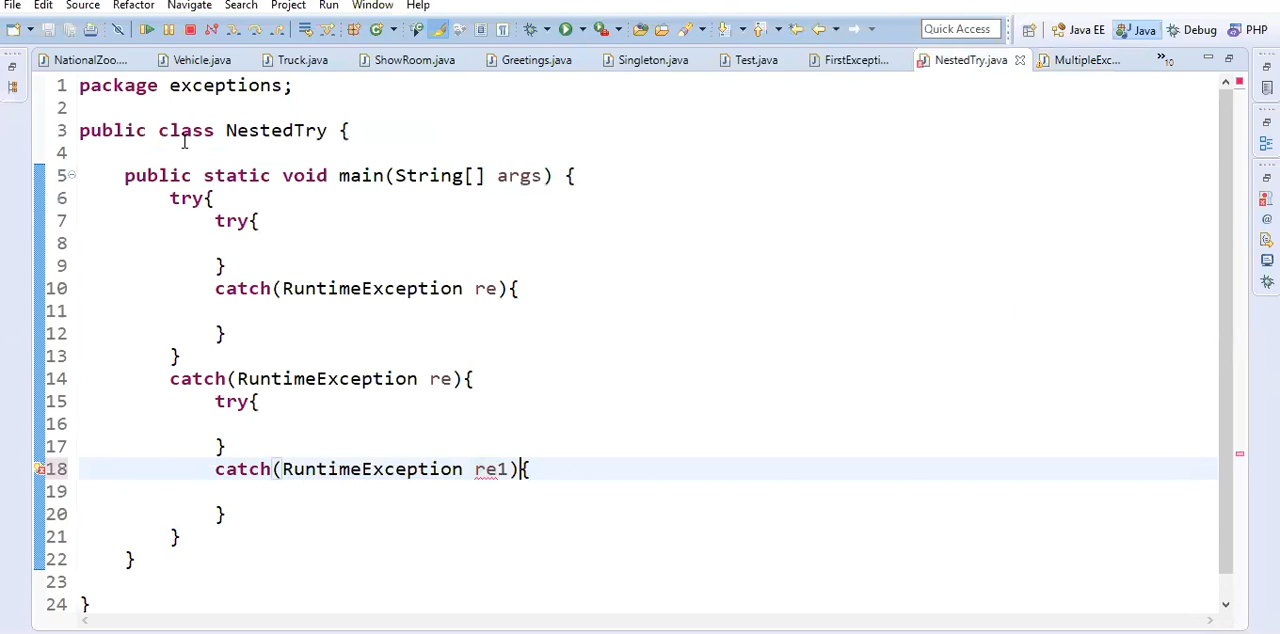 File Edit Source Refactor Navigate Search Project Run Window Help
Quick Access Java EE Java Debug PHP
NationalZoo.... Vehicle.java Truck.java ShowRoom.java Greetings.java Singleton.java Test.java FirstExcepti... NestedTry.java MultipleExc... »10
1 package exceptions;
2
3 public class NestedTry {
4
5 public static void main(String[] args) {
6 try{
7 try{
8
9 }
10 catch(RuntimeException re){
11
12 }
13 }
14 catch(RuntimeException re){
15 try{
16
17 }
18 catch(RuntimeException re1){
19
20 }
21 }
22 }
23
24 }